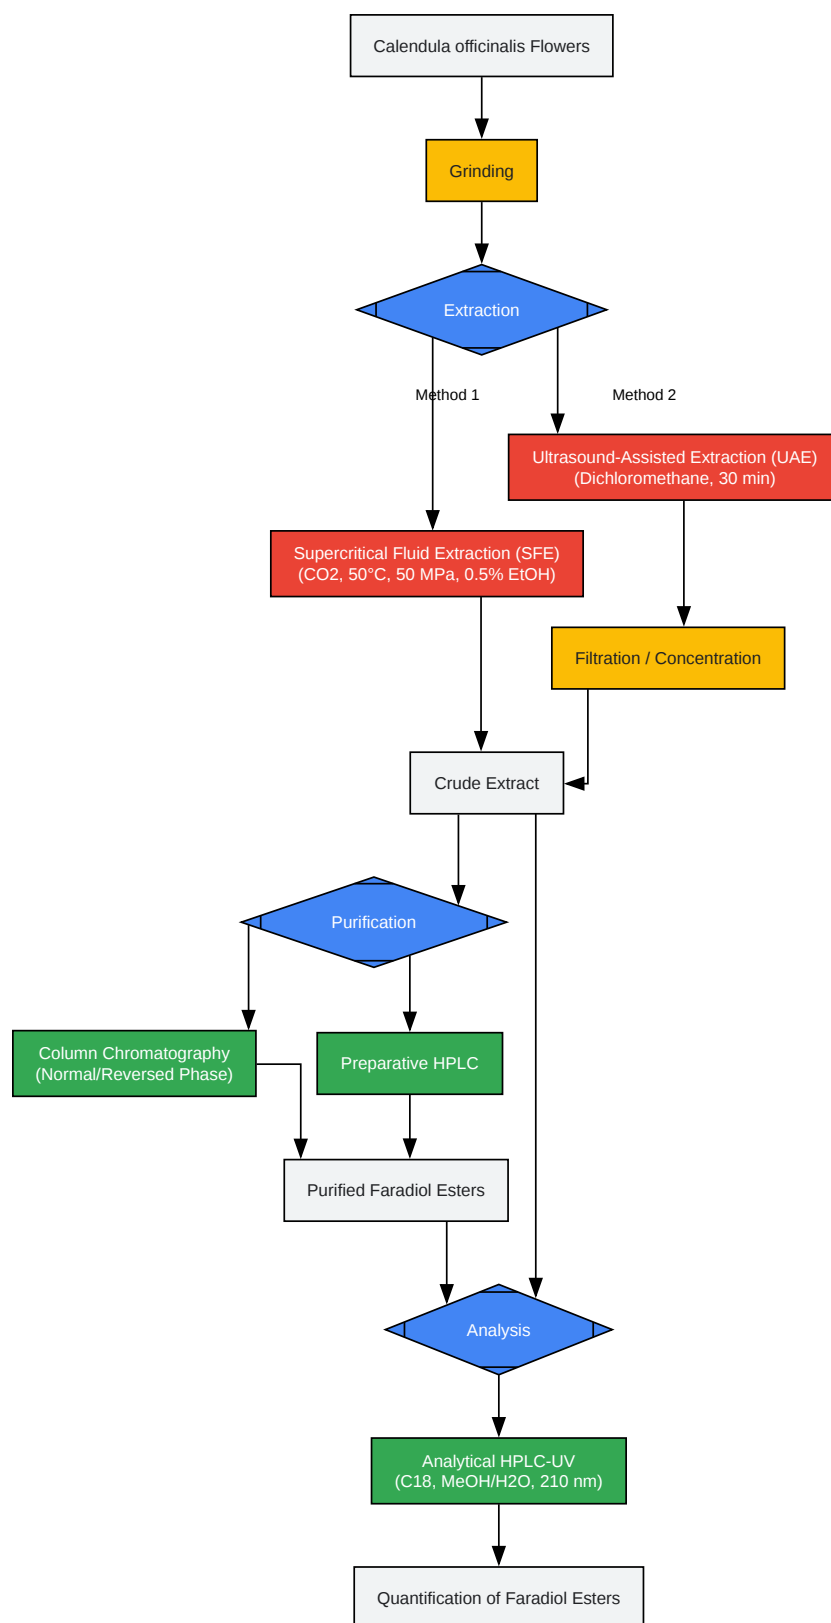 Calendula officinalis Flowers
Grinding
Extraction
Method 1
Method 2
Ultrasound-Assisted Extraction (UAE)
(Dichloromethane, 30 min)
Supercritical Fluid Extraction (SFE)
(CO2, 50°C, 50 MPa, 0.5% EtOH)
Filtration / Concentration
Crude Extract
Purification
Column Chromatography
(Normal/Reversed Phase)
Preparative HPLC
Purified Faradiol Esters
Analysis
Analytical HPLC-UV
(C18, MeOH/H2O, 210 nm)
Quantification of Faradiol Esters